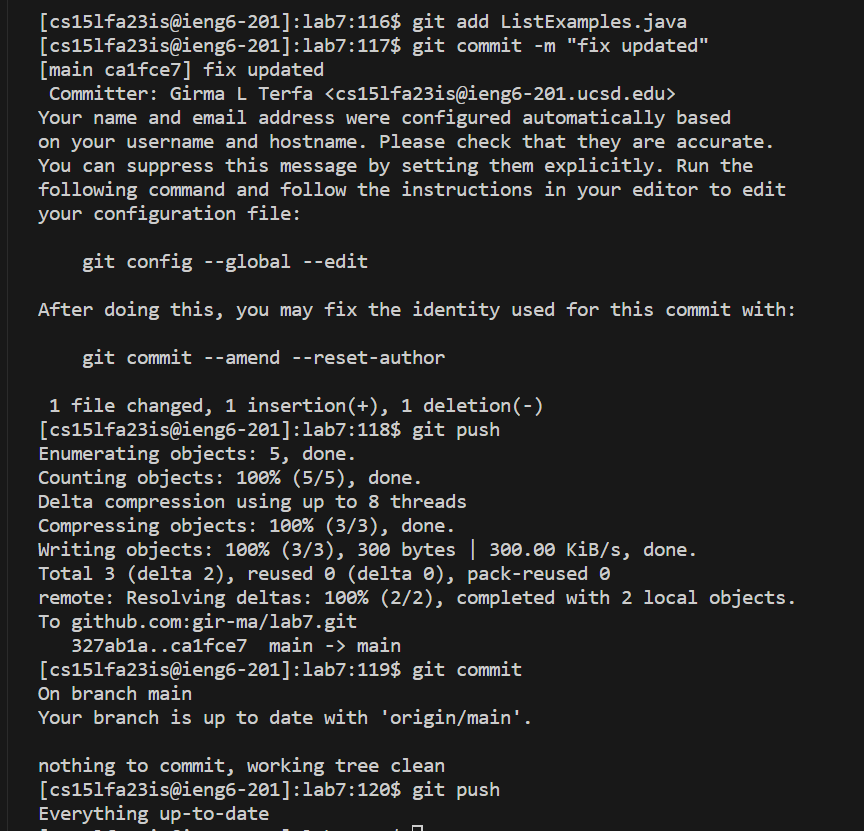 [cs15lfa23is@ieng6-201]:lab7:116$ git add ListExamples.java
[cs15lfa23is@ieng6-201]:lab7:117$ git commit -m "fix updated"
[main ca1fce7] fix updated
 Committer: Girma L Terfa <cs15lfa23is@ieng6-201.ucsd.edu>
Your name and email address were configured automatically based
on your username and hostname. Please check that they are accurate.
You can suppress this message by setting them explicitly. Run the
following command and follow the instructions in your editor to edit
your configuration file:

    git config --global --edit

After doing this, you may fix the identity used for this commit with:

    git commit --amend --reset-author

 1 file changed, 1 insertion(+), 1 deletion(-)
[cs15lfa23is@ieng6-201]:lab7:118$ git push
Enumerating objects: 5, done.
Counting objects: 100% (5/5), done.
Delta compression using up to 8 threads
Compressing objects: 100% (3/3), done.
Writing objects: 100% (3/3), 300 bytes | 300.00 KiB/s, done.
Total 3 (delta 2), reused 0 (delta 0), pack-reused 0
remote: Resolving deltas: 100% (2/2), completed with 2 local objects.
To github.com:gir-ma/lab7.git
   327ab1a..ca1fce7  main -> main
[cs15lfa23is@ieng6-201]:lab7:119$ git commit
On branch main
Your branch is up to date with 'origin/main'.

nothing to commit, working tree clean
[cs15lfa23is@ieng6-201]:lab7:120$ git push
Everything up-to-date